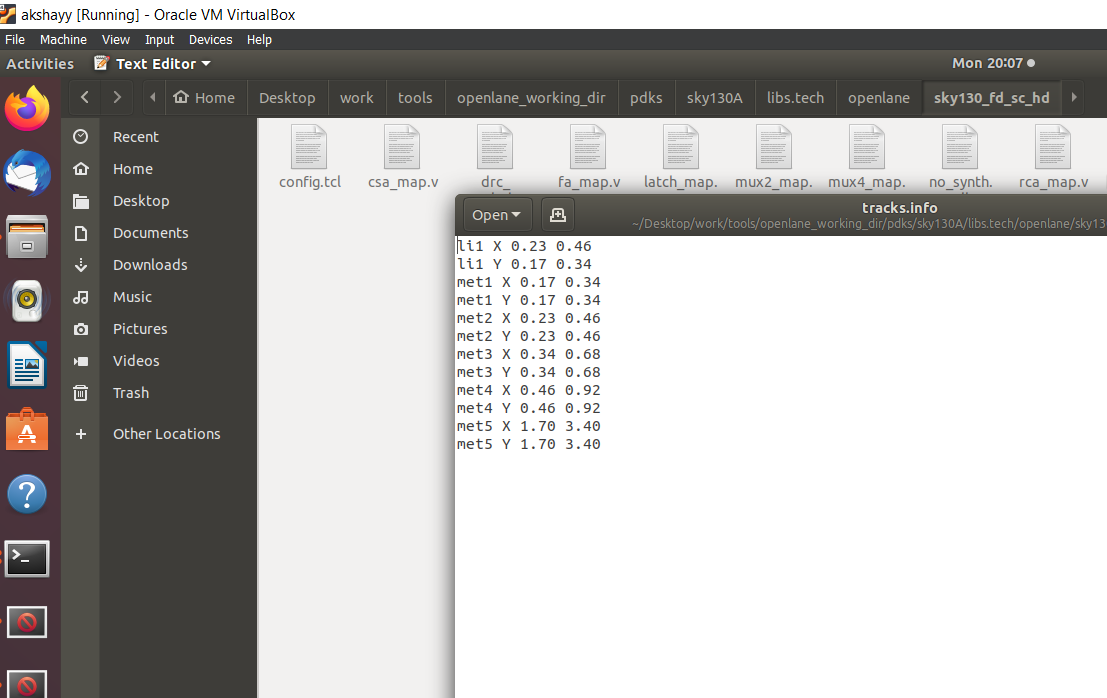 akshayy [Running] - Oracle VM VirtualBox
File Machine View Input Devices Help
Activities Text Editor Mon 20:07
Home Desktop work tools openlane_working_dir pdks sky130A libs.tech openlane sky130_fd_sc_hd
Recent
Home
Desktop
Documents
Downloads
Music
Pictures
Videos
Trash
+ Other Locations
config.tcl csa_map.v drc_ fa_map.v latch_map. mux2_map. mux4_map. no_synth. rca_map.v
Open
tracks.info
~/Desktop/work/tools/openlane_working_dir/pdks/sky130A/libs.tech/openlane/sky13
li1 X 0.23 0.46
li1 Y 0.17 0.34
met1 X 0.17 0.34
met1 Y 0.17 0.34
met2 X 0.23 0.46
met2 Y 0.23 0.46
met3 X 0.34 0.68
met3 Y 0.34 0.68
met4 X 0.46 0.92
met4 Y 0.46 0.92
met5 X 1.70 3.40
met5 Y 1.70 3.40